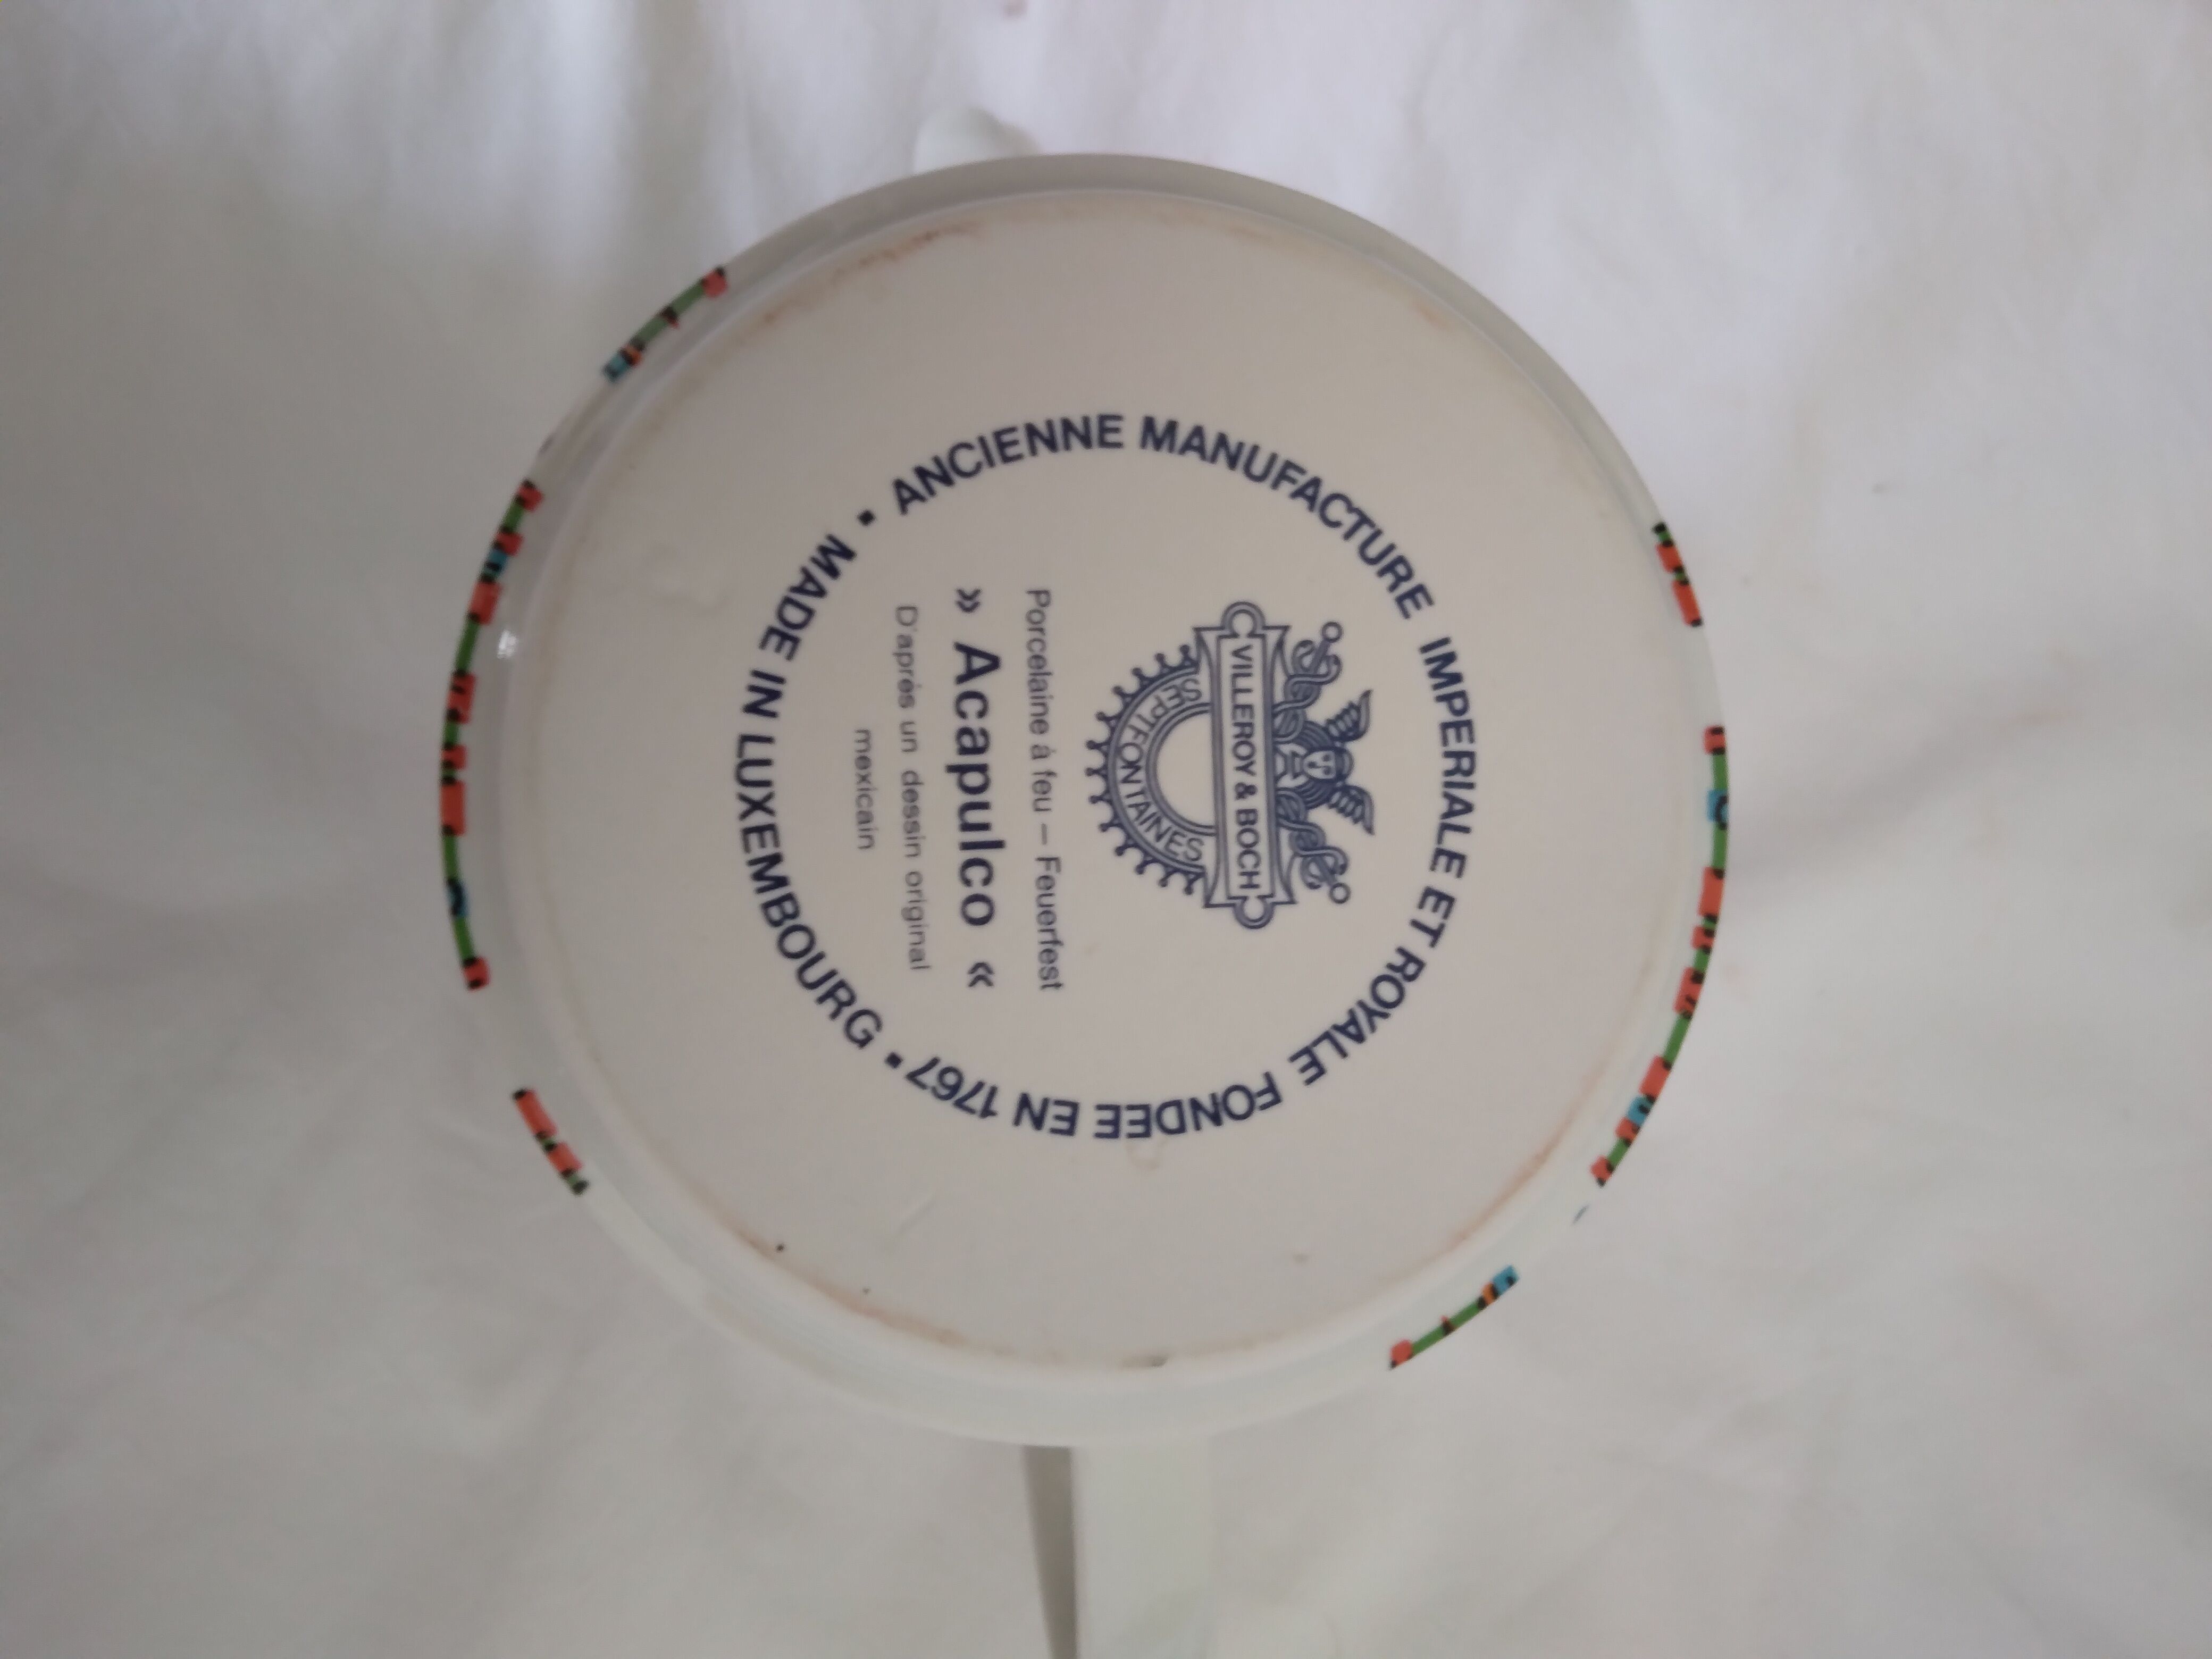 ANCIENNE MANUFACTURE IMPERIALE ET ROYALE FONDEE EN 1767 ▪
MADE IN LUXEMBOURG ▪
VILLEROY & BOCH
SEPTFONTAINES
Porcelaine à feu – Feuerfest
» Acapulco «
D'aprés un dessin original
mexicain